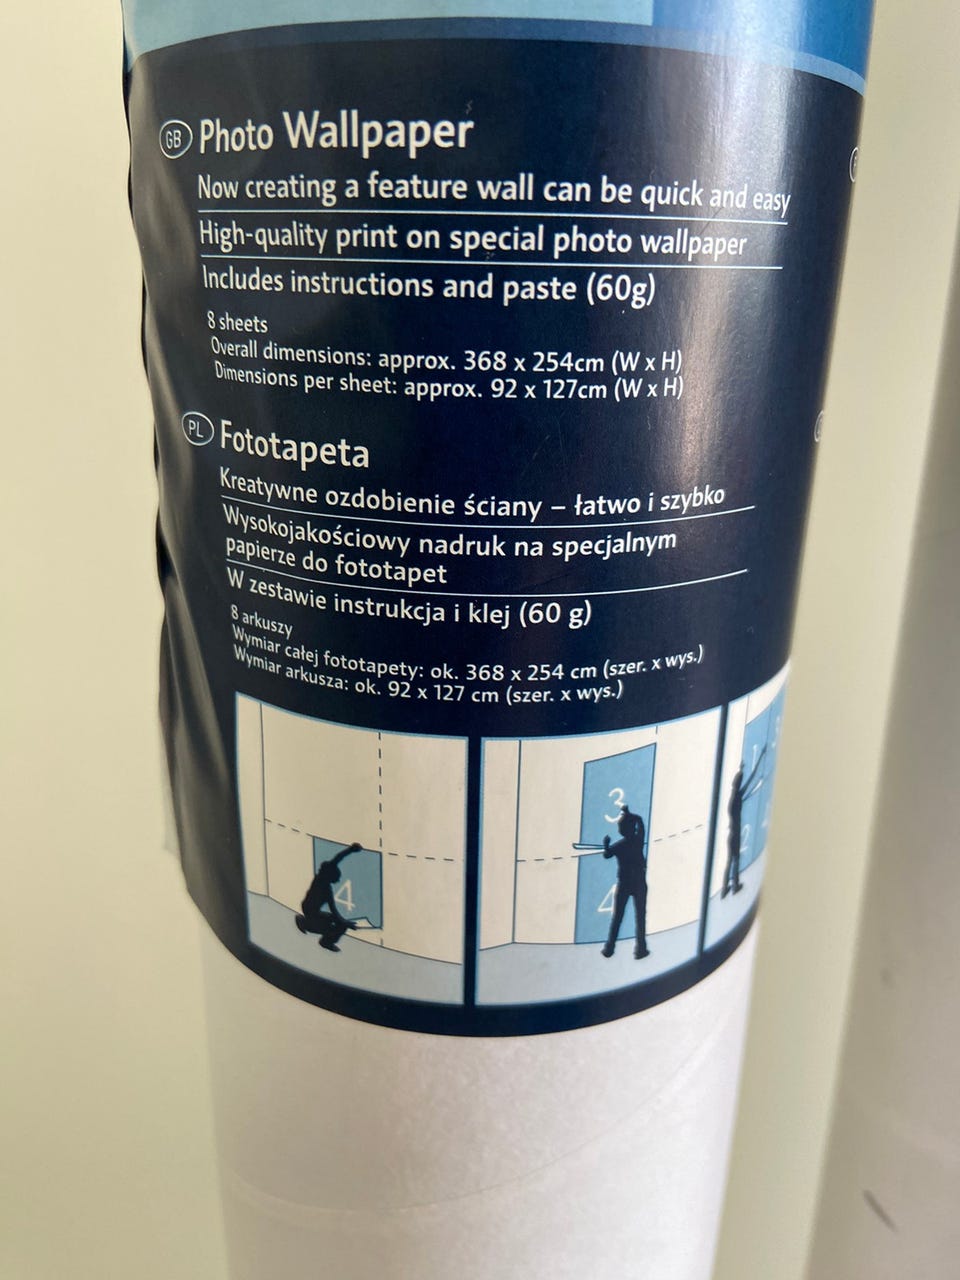 GB Photo Wallpaper
Now creating a feature wall can be quick and easy
High-quality print on special photo wallpaper
Includes instructions and paste (60g)
8 sheets
Overall dimensions: approx. 368 x 254cm (W x H)
Dimensions per sheet: approx. 92 x 127cm (W x H)
PL Fototapeta
Kreatywne ozdobienie ściany – łatwo i szybko
Wysokojakościowy nadruk na specjalnym
papierze do fototapet
W zestawie instrukcja i klej (60 g)
8 arkuszy
Wymiar całej fototapety: ok. 368 x 254 cm (szer. x wys.)
Wymiar arkusza: ok. 92 x 127 cm (szer. x wys.)
4
3
4
1 3
2